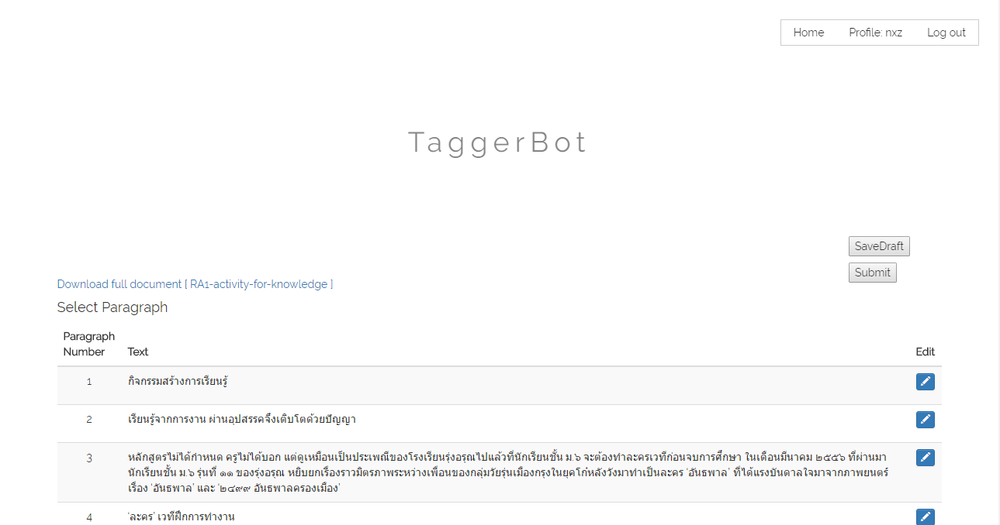 Home Profile: nxz Log out
TaggerBot
SaveDraft
Submit
Download full document [ RA1-activity-for-knowledge ]
Select Paragraph
Paragraph Number Text Edit
1 กิจกรรมสร้างการเรียนรู้
2 เรียนรู้จากการงาน ผ่านอุปสรรคจึงเติบโตด้วยปัญญา
3 หลักสูตรไม่ได้กำหนด ครูไม่ได้บอก แต่ดูเหมือนเป็นประเพณีของโรงเรียนรุ่งอรุณไปแล้วที่นักเรียนชั้น ม.๖ จะต้องทำละครเวทีก่อนจบการศึกษา ในเดือนมีนาคม ๒๕๕๖ ที่ผ่านมา
นักเรียนชั้น ม.๖ รุ่นที่ ๑๑ ของรุ่งอรุณ หยิบยกเรื่องราวมิตรภาพระหว่างเพื่อนของกลุ่มวัยรุ่นเมืองกรุงในยุคโก๋หลังวังมาทำเป็นละคร ‘อันธพาล’ ที่ได้แรงบันดาลใจมาจากภาพยนตร์
เรื่อง ‘อันธพาล’ และ ‘๒๔๙๙ อันธพาลครองเมือง’
4 ‘ละคร’ เวทีฝึกการทำงาน